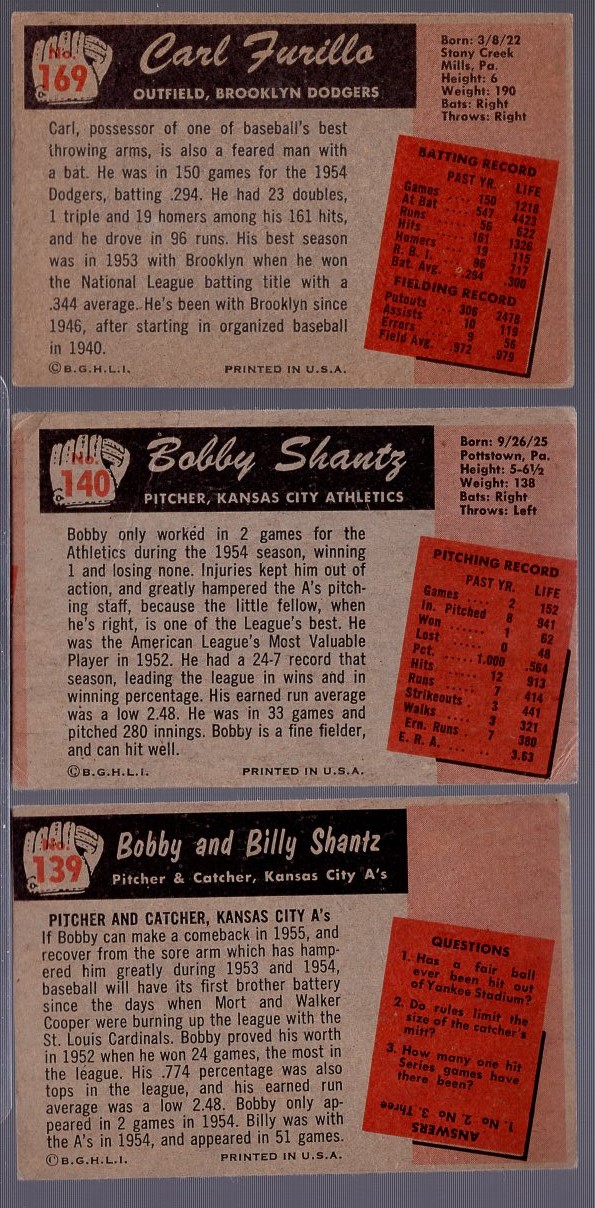 No.
169
Carl Furillo
OUTFIELD, BROOKLYN DODGERS
Born: 3/8/22
Stony Creek
Mills, Pa.
Height: 6
Weight: 190
Bats: Right
Throws: Right
Carl, possessor of one of baseball's best
throwing arms, is also a feared man with
a bat. He was in 150 games for the 1954
Dodgers, batting .294. He had 23 doubles,
1 triple and 19 homers among his 161 hits,
and he drove in 96 runs. His best season
was in 1953 with Brooklyn when he won
the National League batting title with a
.344 average. He's been with Brooklyn since
1946, after starting in organized baseball
in 1940.
BATTING RECORD
PAST YR. LIFE
Games .... 150 1218
At Bat .... 547 4423
Runs .... 56 622
Hits .... 161 1326
Homers .... 19 115
R. B. I. .... 96 717
Bat. Avg. .294 .300
FIELDING RECORD
Putouts .... 306 2478
Assists .... 10 119
Errors .... 9 56
Field Avg. .972 .979
©B.G.H.L.I. PRINTED IN U.S.A.
No.
140
Bobby Shantz
PITCHER, KANSAS CITY ATHLETICS
Born: 9/26/25
Pottstown, Pa.
Height: 5-6½
Weight: 138
Bats: Right
Throws: Left
Bobby only worked in 2 games for the
Athletics during the 1954 season, winning
1 and losing none. Injuries kept him out of
action, and greatly hampered the A's pitch-
ing staff, because the little fellow, when
he's right, is one of the League's best. He
was the American League's Most Valuable
Player in 1952. He had a 24-7 record that
season, leading the league in wins and in
winning percentage. His earned run average
was a low 2.48. He was in 33 games and
pitched 280 innings. Bobby is a fine fielder,
and can hit well.
PITCHING RECORD
PAST YR. LIFE
Games .... 2 152
In. Pitched 8 941
Won ...... 1 62
Lost ..... 0 48
Pct. ..... 1.000 .564
Hits ..... 12 913
Runs ..... 7 414
Strikeouts . 3 441
Walks .... 3 321
Ern. Runs 7 380
E. R. A. .... .. 3.63
©B.G.H.L.I. PRINTED IN U.S.A.
No.
139
Bobby and Billy Shantz
Pitcher & Catcher, Kansas City A's
PITCHER AND CATCHER, KANSAS CITY A's
If Bobby can make a comeback in 1955, and
recover from the sore arm which has hamp-
ered him greatly during 1953 and 1954,
baseball will have its first brother battery
since the days when Mort and Walker
Cooper were burning up the league with the
St. Louis Cardinals. Bobby proved his worth
in 1952 when he won 24 games, the most in
the league. His .774 percentage was also
tops in the league, and his earned run
average was a low 2.48. Bobby only ap-
peared in 2 games in 1954. Billy was with
the A's in 1954, and appeared in 51 games.
QUESTIONS
1. Has a fair ball
ever been hit out
of Yankee Stadium?
2. Do rules limit the
size of the catcher's
mitt?
3. How many one hit
Series games have
there been?
ANSWERS
1. No 2. No 3. Three
©B.G.H.L.I. PRINTED IN U.S.A.